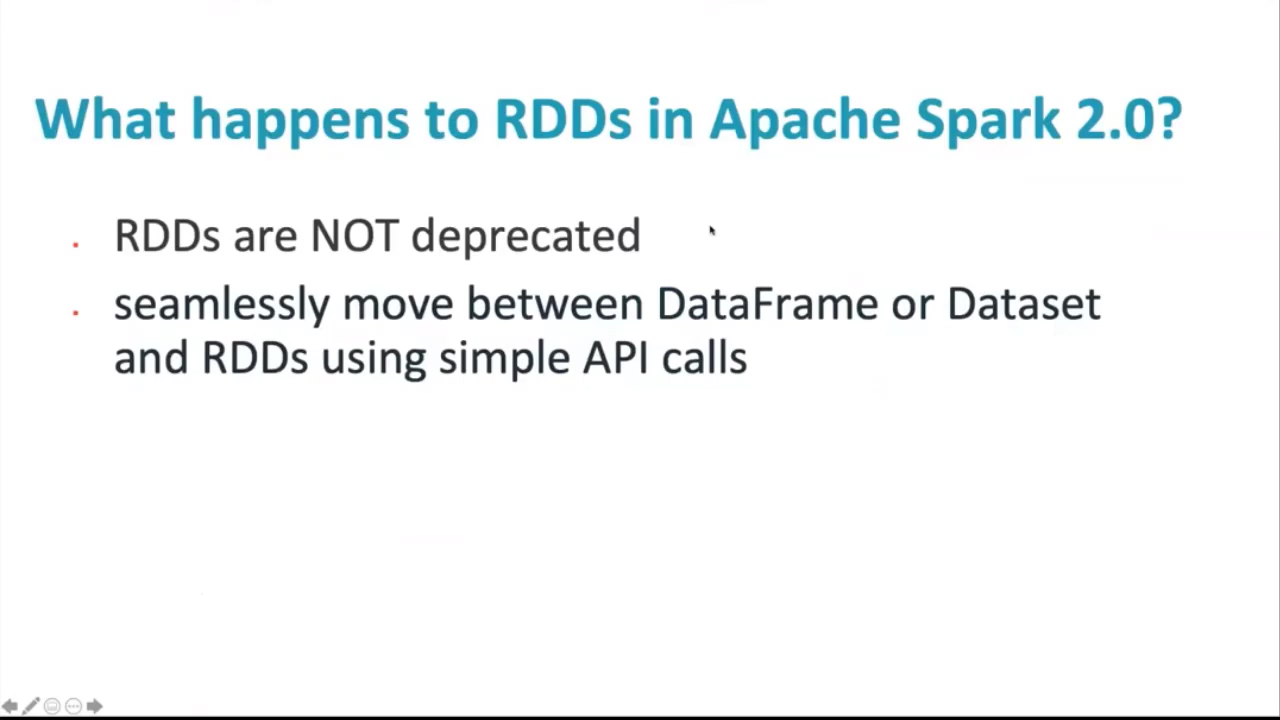 What happens to RDDs in Apache Spark 2.0?
RDDs are NOT deprecated
seamlessly move between DataFrame or Dataset
and RDDs using simple API calls